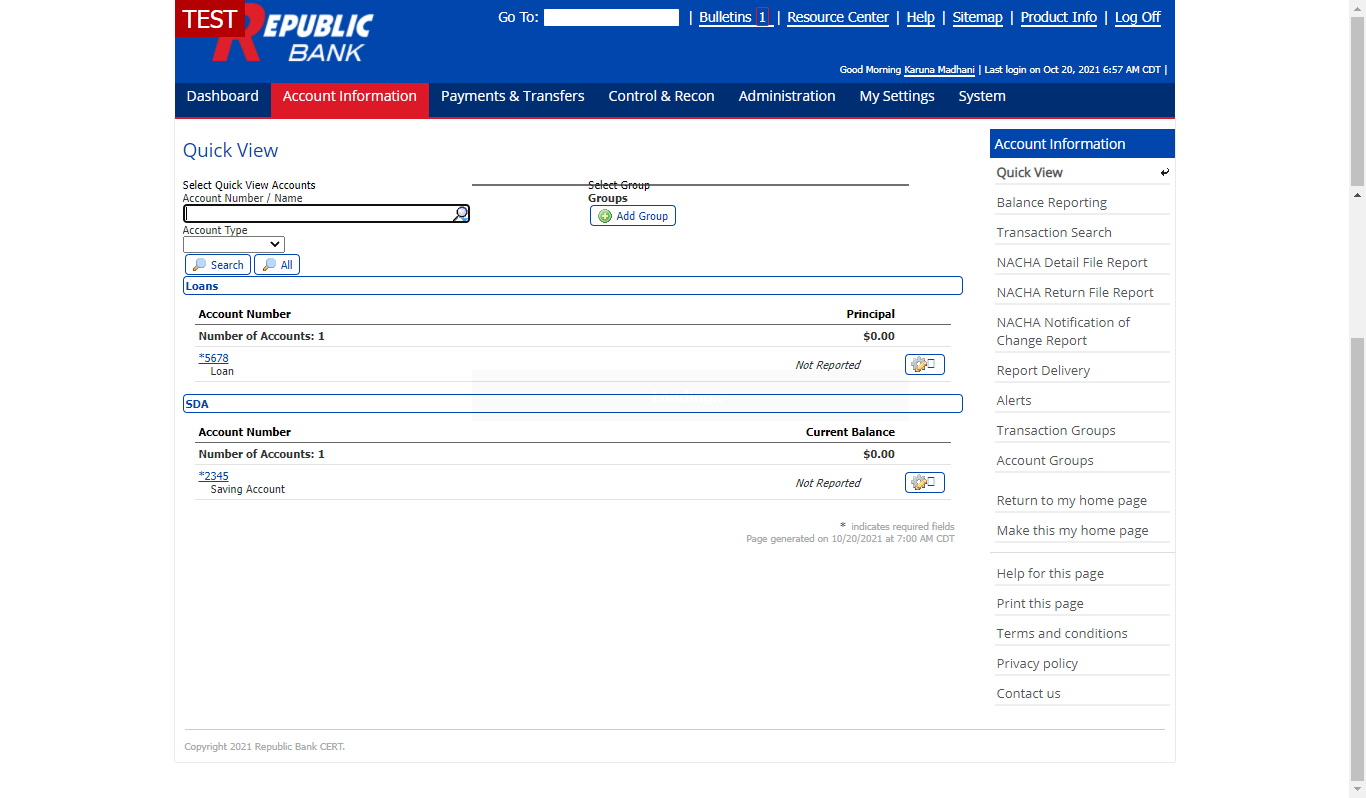 TEST
REPUBLIC
BANK
Go To: | Bulletins 1 | Resource Center | Help | Sitemap | Product Info | Log Off
Good Morning Karuna Madhani | Last login on Oct 20, 2021 6:57 AM CDT |
Dashboard Account Information Payments & Transfers Control & Recon Administration My Settings System
Quick View
Select Quick View Accounts
Account Number / Name
Account Type
Search All
Select Group
Groups
Add Group
Loans
Account Number Principal
Number of Accounts: 1 $0.00
*5678 Not Reported
Loan
SDA
Account Number Current Balance
Number of Accounts: 1 $0.00
*2345 Not Reported
Saving Account
* indicates required fields
Page generated on 10/20/2021 at 7:00 AM CDT
Account Information
Quick View
Balance Reporting
Transaction Search
NACHA Detail File Report
NACHA Return File Report
NACHA Notification of
Change Report
Report Delivery
Alerts
Transaction Groups
Account Groups
Return to my home page
Make this my home page
Help for this page
Print this page
Terms and conditions
Privacy policy
Contact us
Copyright 2021 Republic Bank CERT.